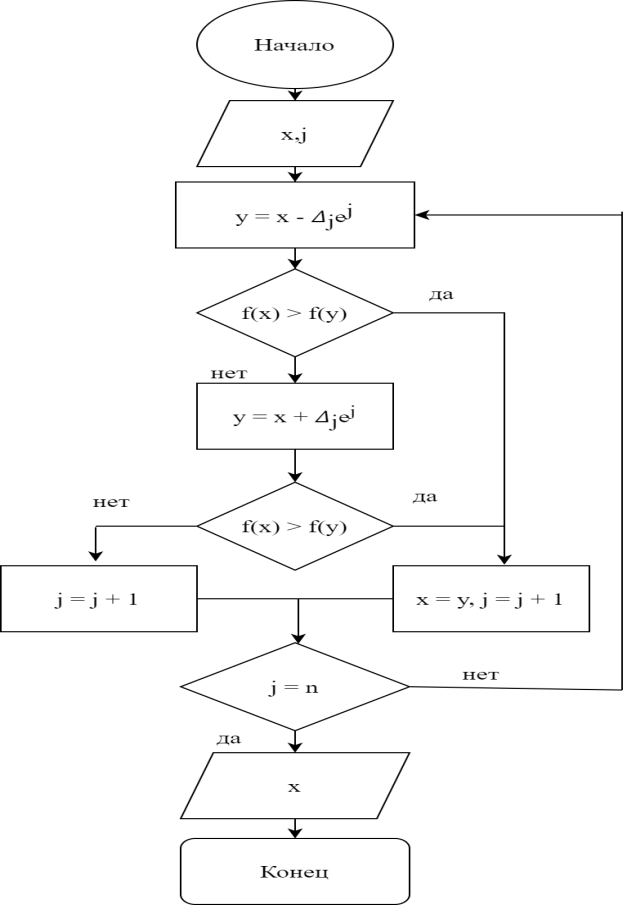 Начало
x,j
y = x - Δjej
f(x) > f(y)
да
нет
y = x + Δjej
f(x) > f(y)
да
нет
j = j + 1
x = y, j = j + 1
j = n
нет
да
x
Конец